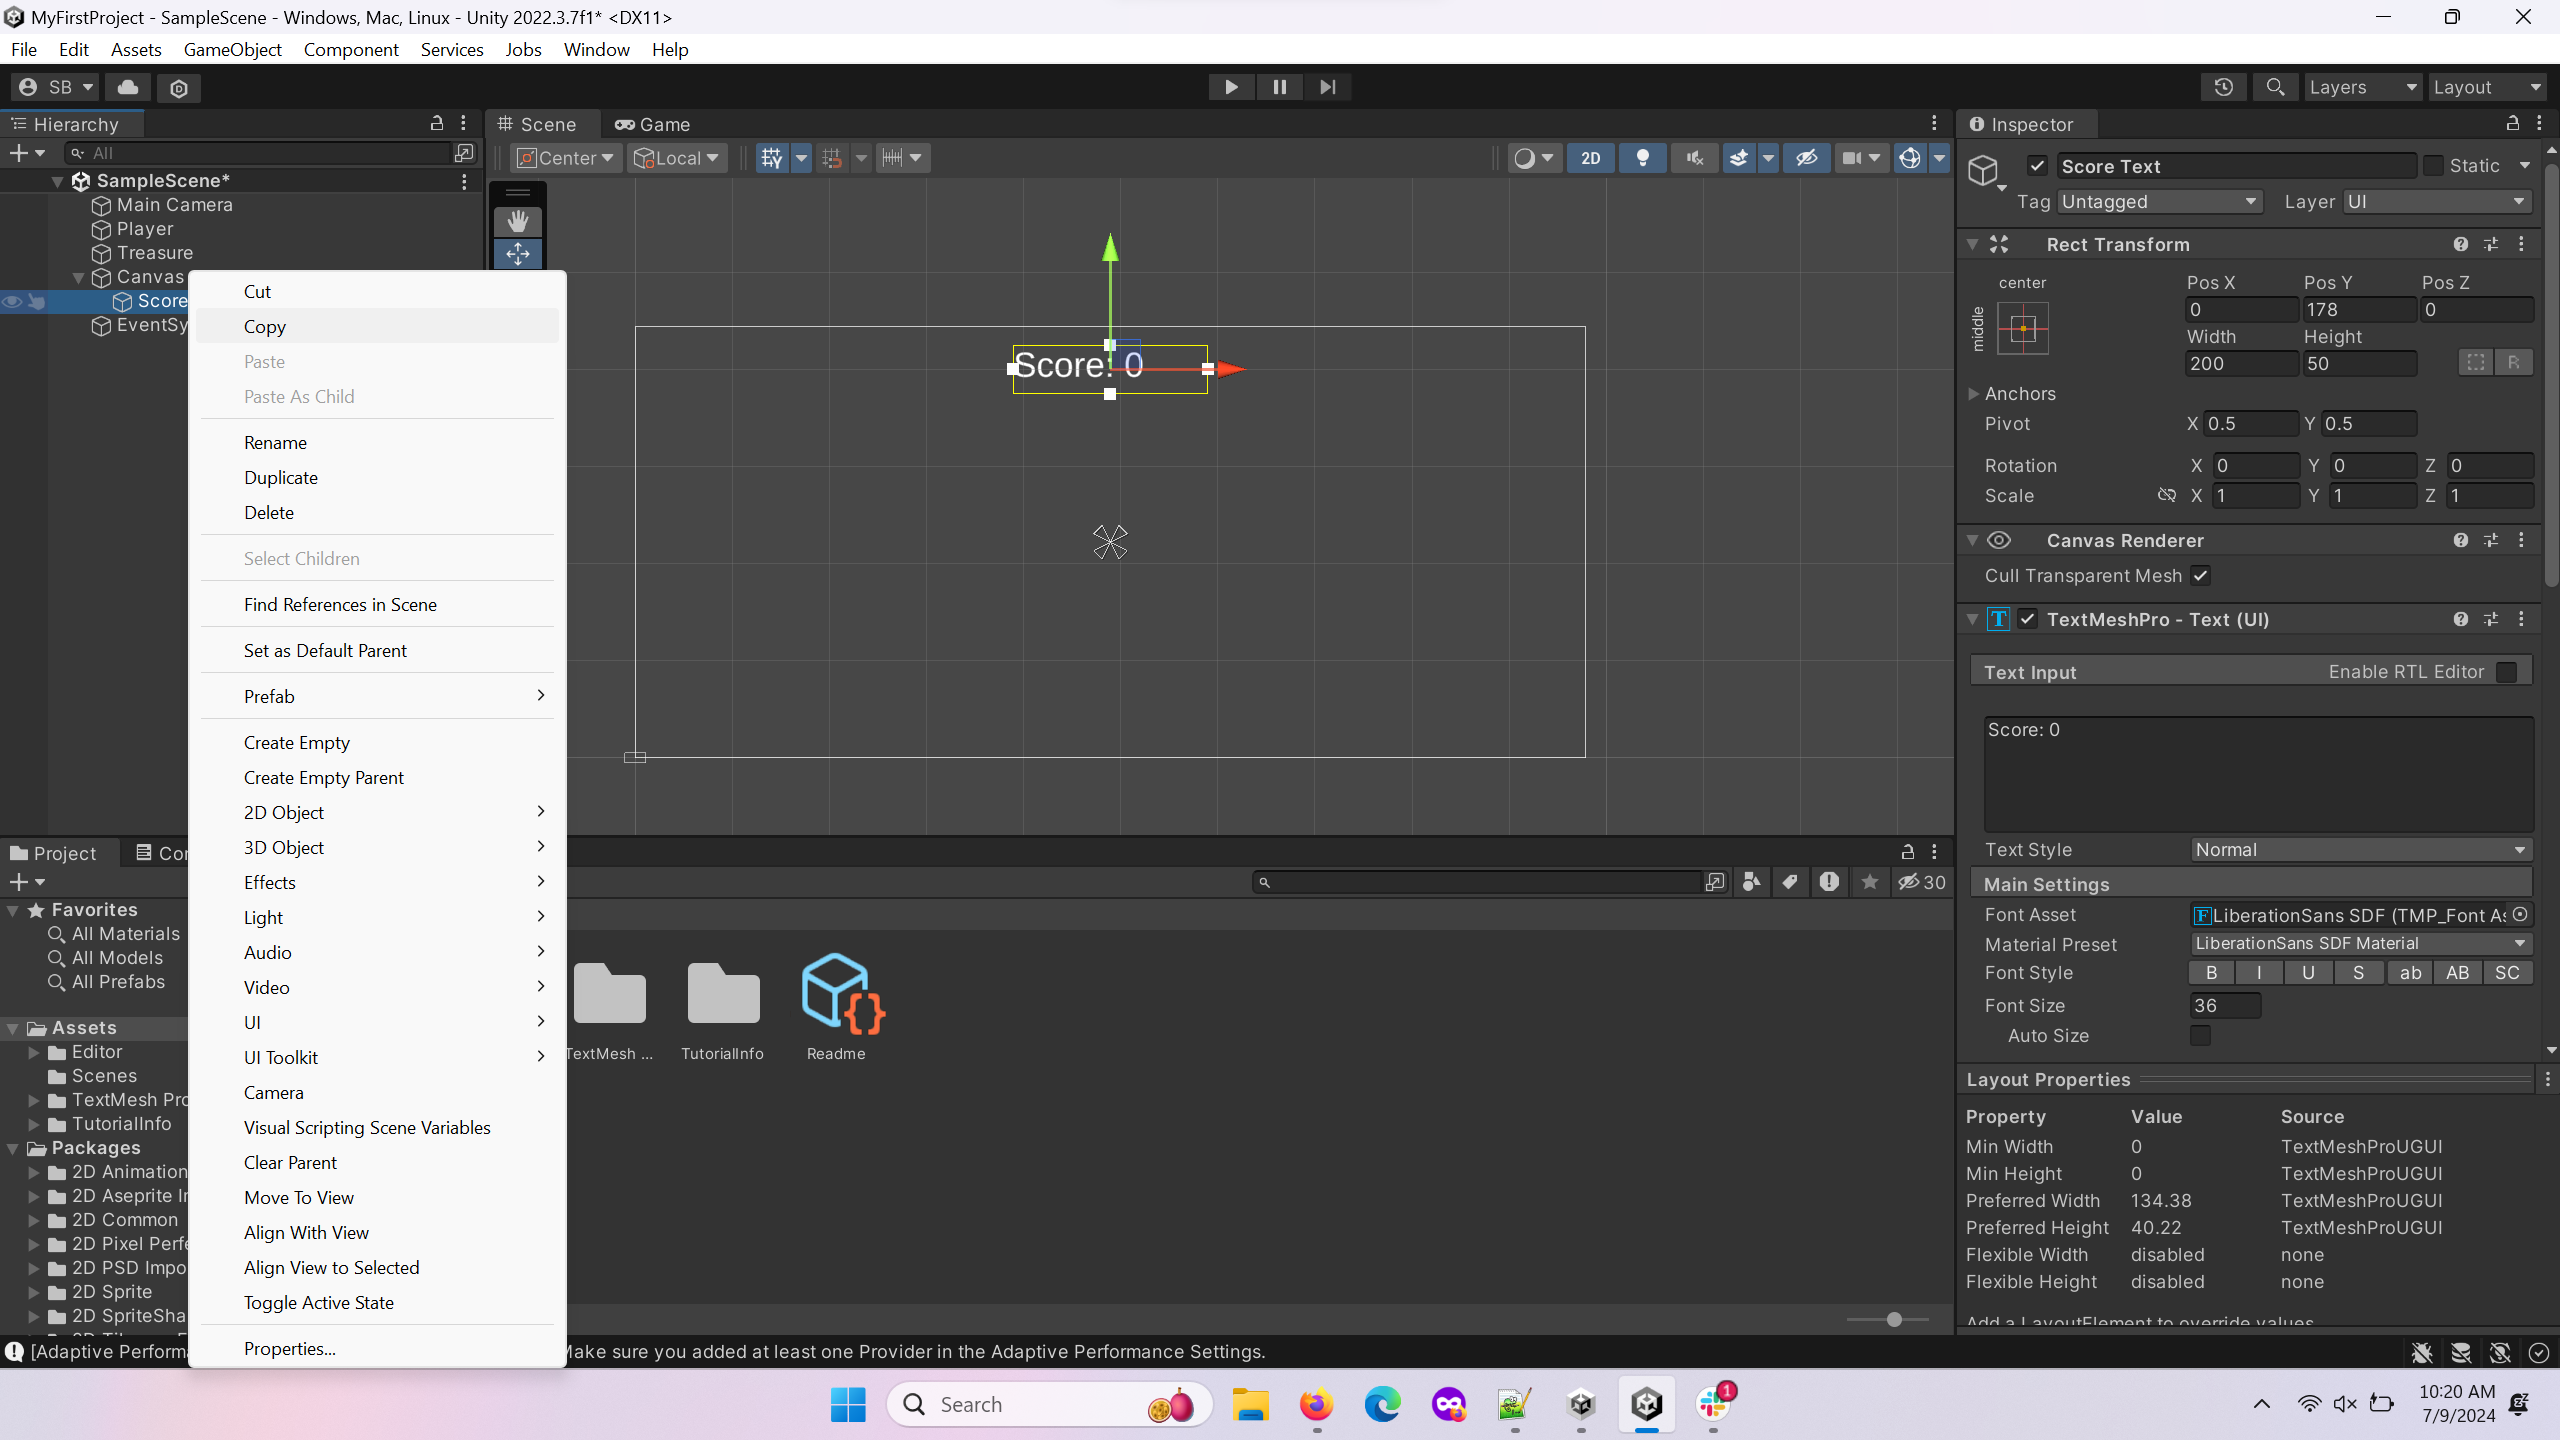 MyFirstProject - SampleScene - Windows, Mac, Linux - Unity 2022.3.7f1* <DX11>
File Edit Assets GameObject Component Services Jobs Window Help
SB Layers Layout
Hierarchy
All
SampleScene*
Main Camera
Player
Treasure
Canvas
Score
EventSy
Cut
Copy
Paste
Paste As Child
Rename
Duplicate
Delete
Select Children
Find References in Scene
Set as Default Parent
Prefab
Create Empty
Create Empty Parent
2D Object
3D Object
Effects
Light
Audio
Video
UI
UI Toolkit
Camera
Visual Scripting Scene Variables
Clear Parent
Move To View
Align With View
Align View to Selected
Toggle Active State
Properties...
Scene Game
Center Local 2D
Score: 0
Inspector
Score Text Static
Tag Untagged Layer UI
Rect Transform
center
middle
Pos X Pos Y Pos Z
0 178 0
Width Height
200 50
R
Anchors
Pivot X 0.5 Y 0.5
Rotation X 0 Y 0 Z 0
Scale X 1 Y 1 Z 1
Canvas Renderer
Cull Transparent Mesh
TextMeshPro - Text (UI)
Text Input Enable RTL Editor
Score: 0
Text Style Normal
Main Settings
Font Asset LiberationSans SDF (TMP_Font As
Material Preset LiberationSans SDF Material
Font Style B I U S ab AB SC
Font Size 36
Auto Size
Layout Properties
Property Value Source
Min Width 0 TextMeshProUGUI
Min Height 0 TextMeshProUGUI
Preferred Width 134.38 TextMeshProUGUI
Preferred Height 40.22 TextMeshProUGUI
Flexible Width disabled none
Flexible Height disabled none
Add a LayoutElement to override values
Project Con
30
Favorites
All Materials
All Models
All Prefabs
Assets
Editor
Scenes
TextMesh Pro
TutorialInfo
Packages
2D Animation
2D Aseprite Im
2D Common
2D Pixel Perfe
2D PSD Impo
2D Sprite
2D SpriteSha
TextMesh ... TutorialInfo Readme
[Adaptive Performa Make sure you added at least one Provider in the Adaptive Performance Settings.
Search
1
10:20 AM
7/9/2024